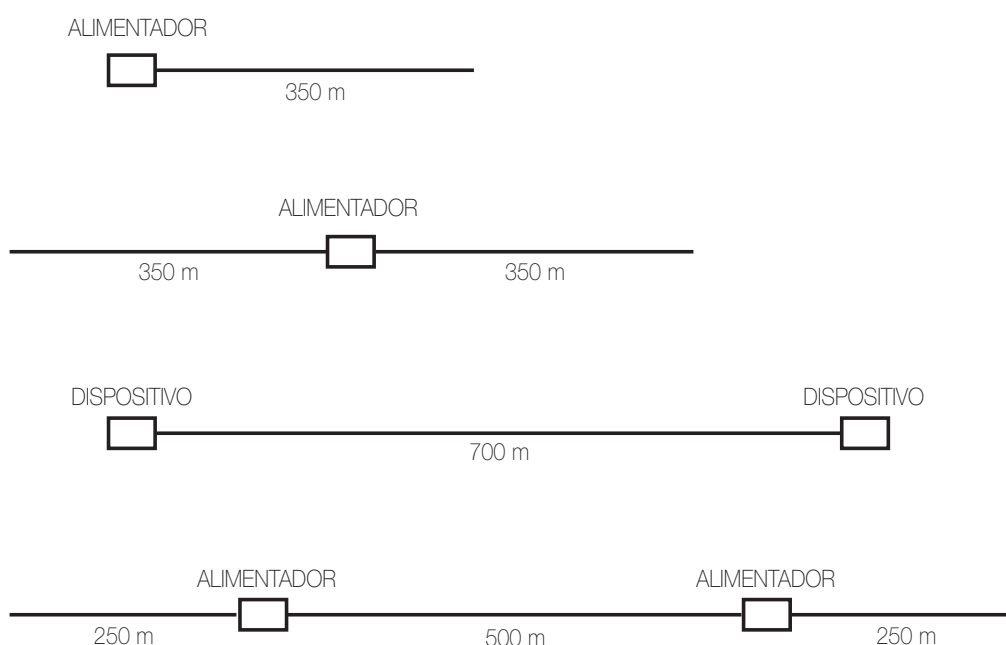 ALIMENTADOR
350 m
ALIMENTADOR
350 m 350 m
DISPOSITIVO DISPOSITIVO
700 m
ALIMENTADOR ALIMENTADOR
250 m 500 m 250 m